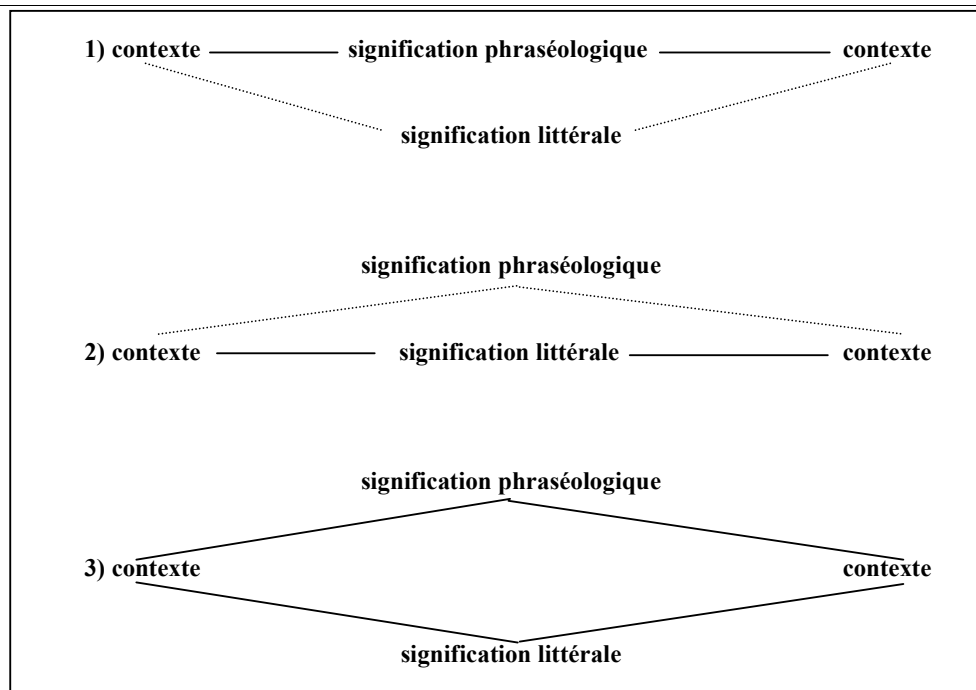 1) contexte signification phraséologique contexte
signification littérale
signification phraséologique
2) contexte signification littérale contexte
signification phraséologique
3) contexte contexte
signification littérale